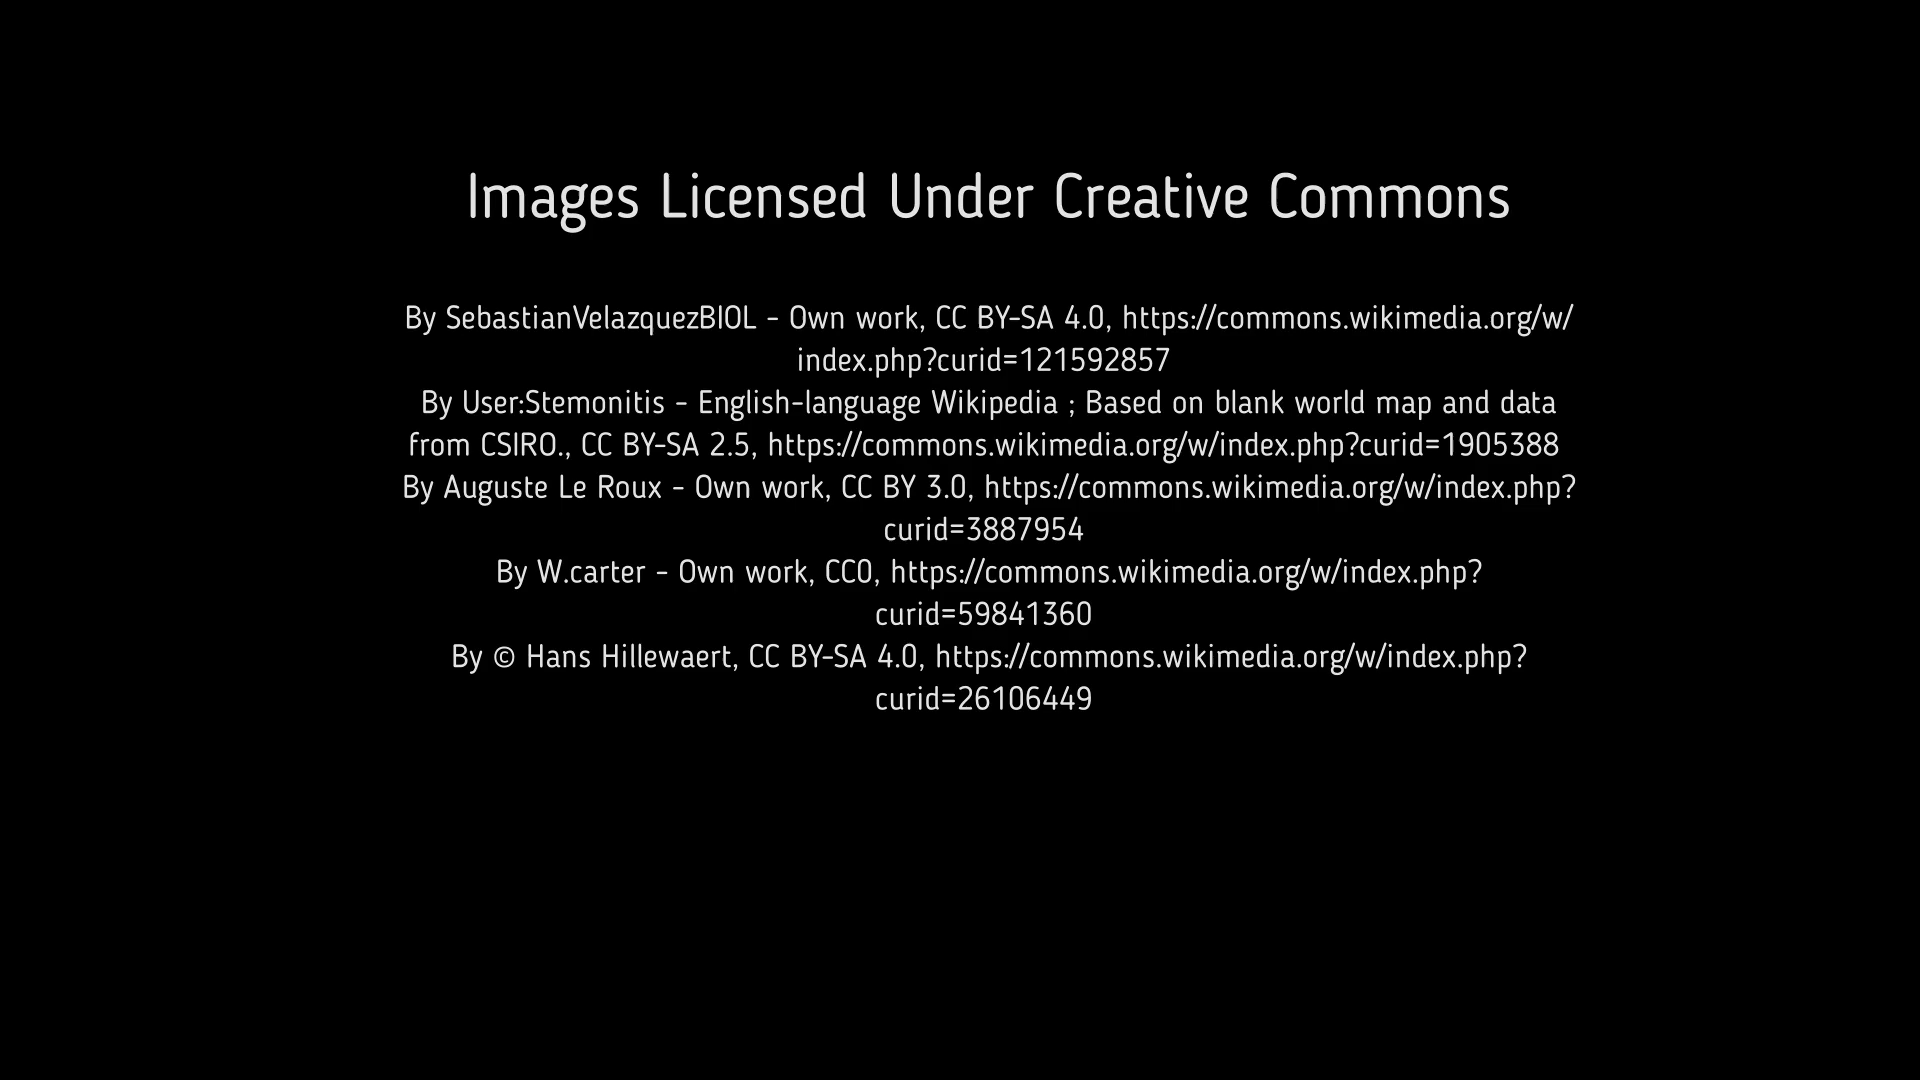 Images Licensed Under Creative Commons
By SebastianVelazquezBIOL - Own work, CC BY-SA 4.0, https://commons.wikimedia.org/w/
index.php?curid=121592857
By User:Stemonitis - English-language Wikipedia ; Based on blank world map and data
from CSIRO., CC BY-SA 2.5, https://commons.wikimedia.org/w/index.php?curid=1905388
By Auguste Le Roux - Own work, CC BY 3.0, https://commons.wikimedia.org/w/index.php?
curid=3887954
By W.carter - Own work, CC0, https://commons.wikimedia.org/w/index.php?
curid=59841360
By © Hans Hillewaert, CC BY-SA 4.0, https://commons.wikimedia.org/w/index.php?
curid=26106449